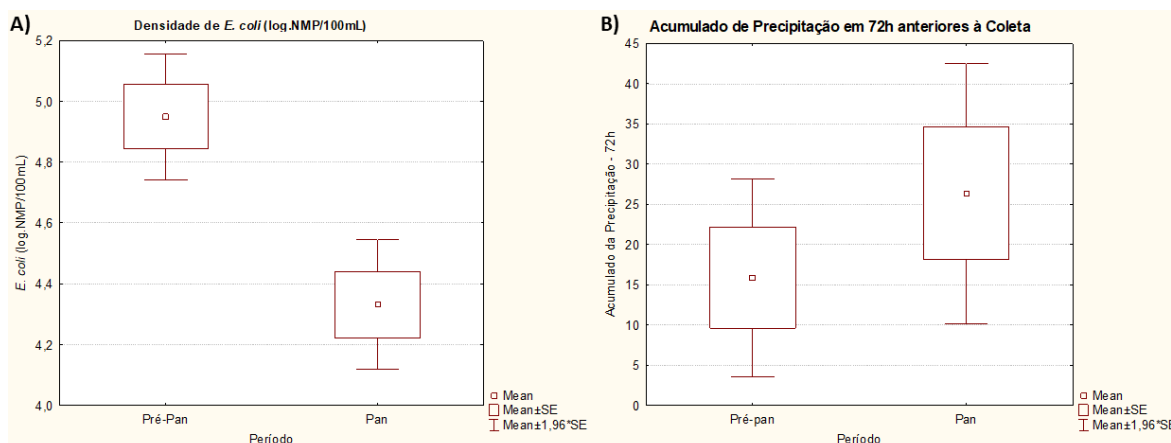 A)
Densidade de E. coli (log.NMP/100mL)
5,2
5,0
4,8
4,6
4,4
4,2
4,0
E. coli (log.NMP/100mL)
Pré-Pan
Pan
Período
Mean
Mean±SE
Mean±1,96*SE
B)
Acumulado de Precipitação em 72h anteriores à Coleta
45
40
35
30
25
20
15
10
5
0
Acumulado da Precipitação - 72h
Pré-pan
Pan
Período
Mean
Mean±SE
Mean±1,96*SE